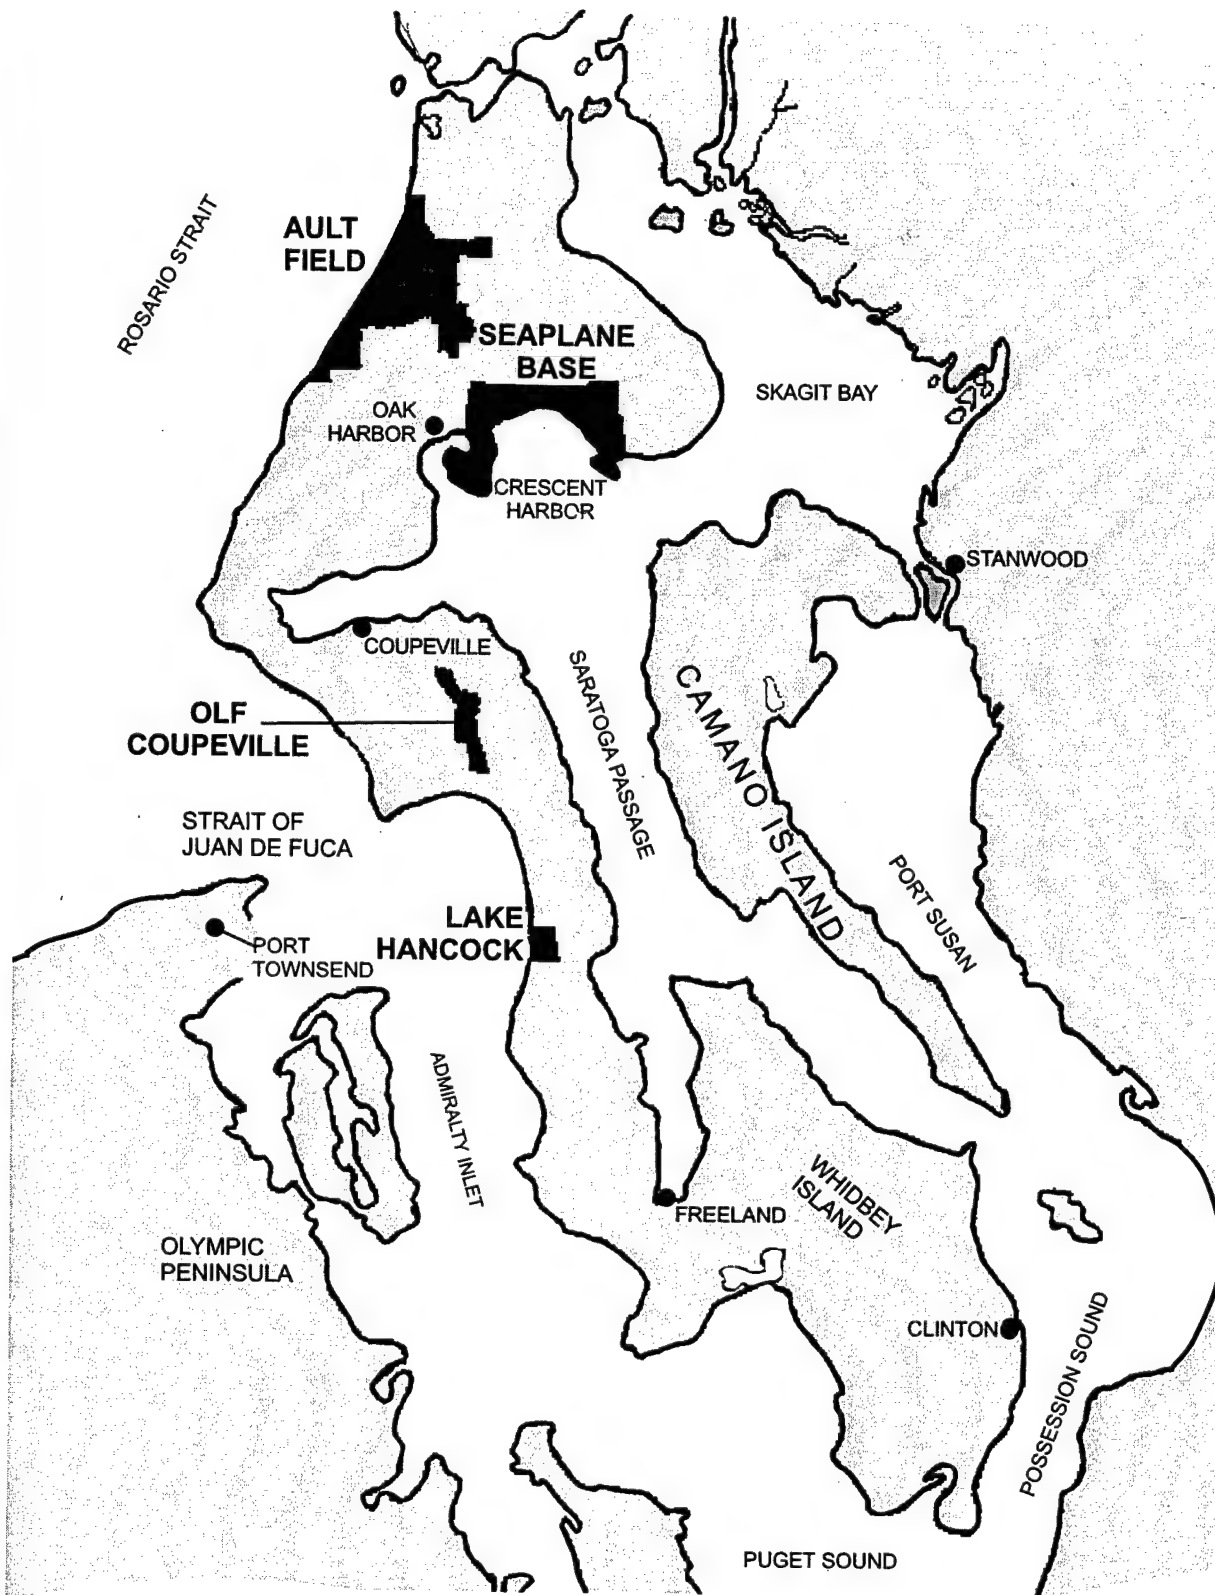 ROSARIO STRAIT
AULT
FIELD
SEAPLANE
BASE
OAK
HARBOR
SKAGIT BAY
CRESCENT
HARBOR
STANWOOD
COUPEVILLE
SARATOGA PASSAGE
CAMANO ISLAND
OLF
COUPEVILLE
STRAIT OF
JUAN DE FUCA
PORT SUSAN
LAKE
HANCOCK
PORT
TOWNSEND
ADMIRALTY INLET
WHIDBEY
ISLAND
FREELAND
OLYMPIC
PENINSULA
CLINTON
POSSESSION SOUND
PUGET SOUND